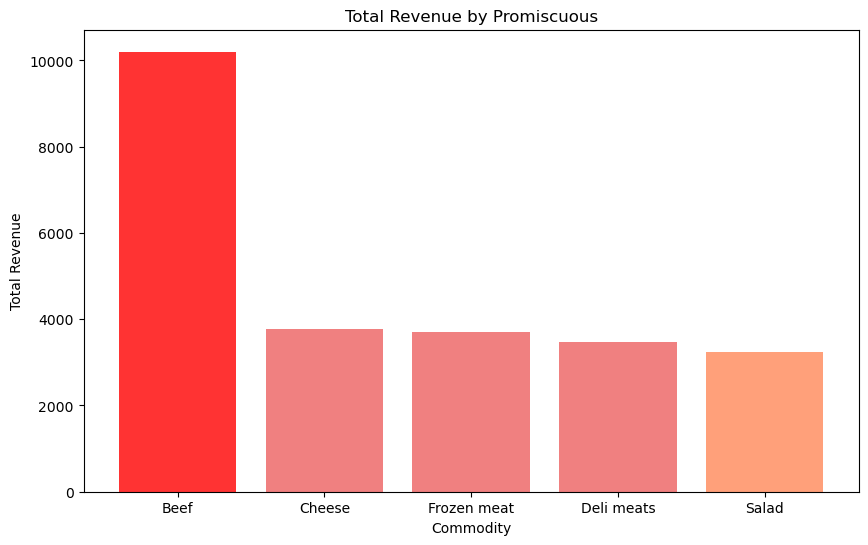 Total Revenue by Promiscuous
Total Revenue
10000
8000
6000
4000
2000
0
Beef
Cheese
Frozen meat
Deli meats
Salad
Commodity